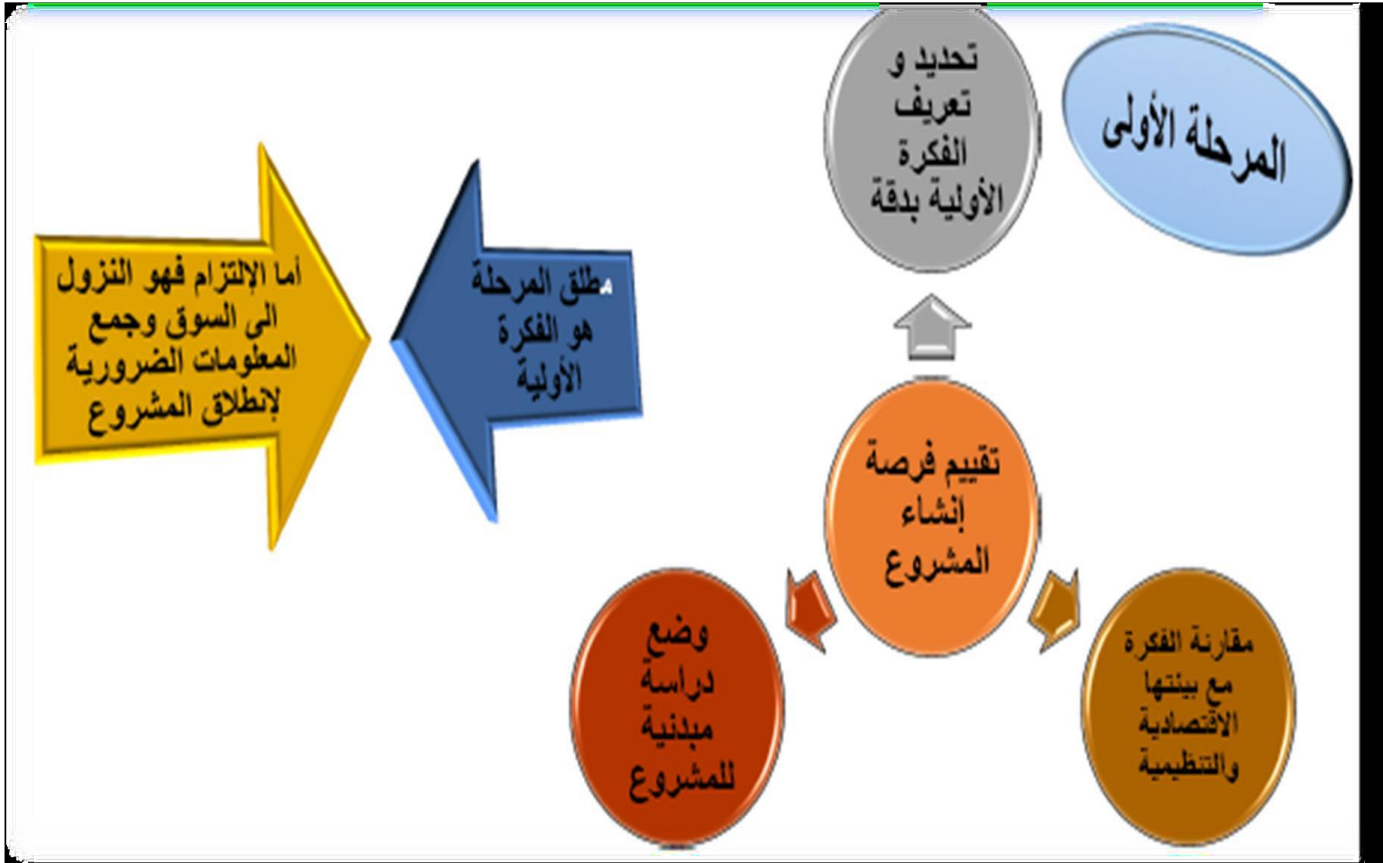 المرحلة الأولى
تحديد و
تعريف
الفكرة
الأولية بدقة
تقييم فرصة
إنشاء
المشروع
مقارنة الفكرة
مع بيئتها
الاقتصادية
والتنظيمية
وضع
دراسة
مبدئية
للمشروع
مطلق المرحلة
هو الفكرة
الأولية
أما الإلتزام فهو النزول
الى السوق وجمع
المعلومات الضرورية
لإنطلاق المشروع